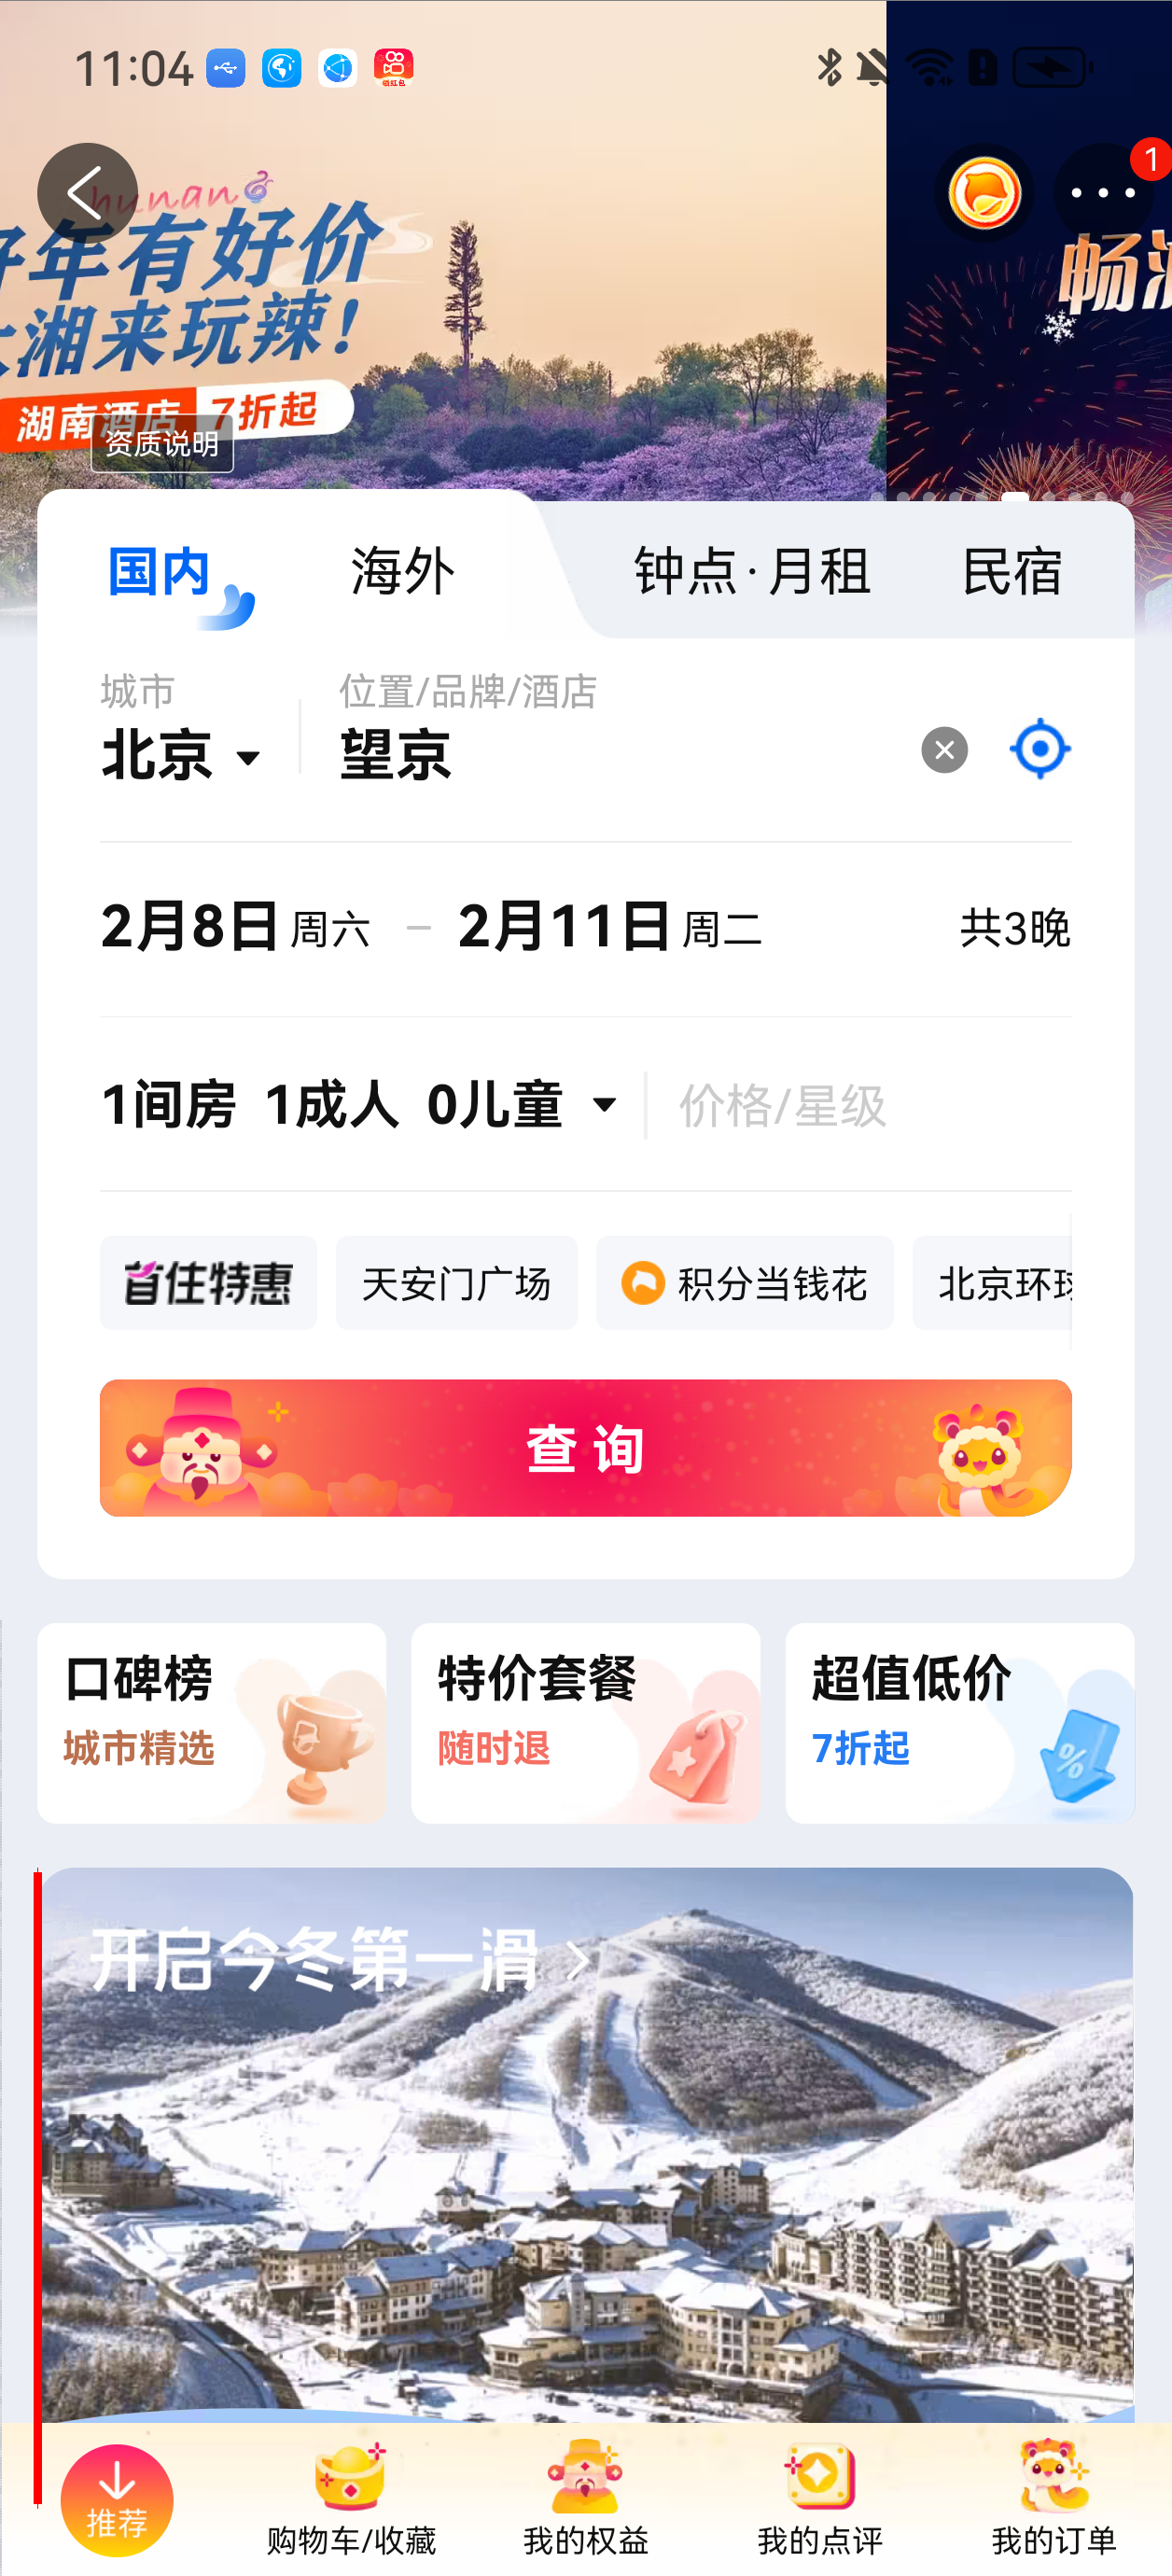 11:04
领红包
1
hunan
好年有好价
大湘来玩辣!
湖南酒店 7折起
畅
资质说明
国内 海外 钟点·月租 民宿
城市 位置/品牌/酒店
北京 望京
2月8日 周六 – 2月11日 周二 共3晚
1间房 1成人 0儿童 价格/星级
首住特惠 天安门广场 积分当钱花 北京环球
查询
口碑榜 特价套餐 超值低价
城市精选 随时退 7折起
%
开启今冬第一滑 >
推荐 购物车/收藏 我的权益 我的点评 我的订单